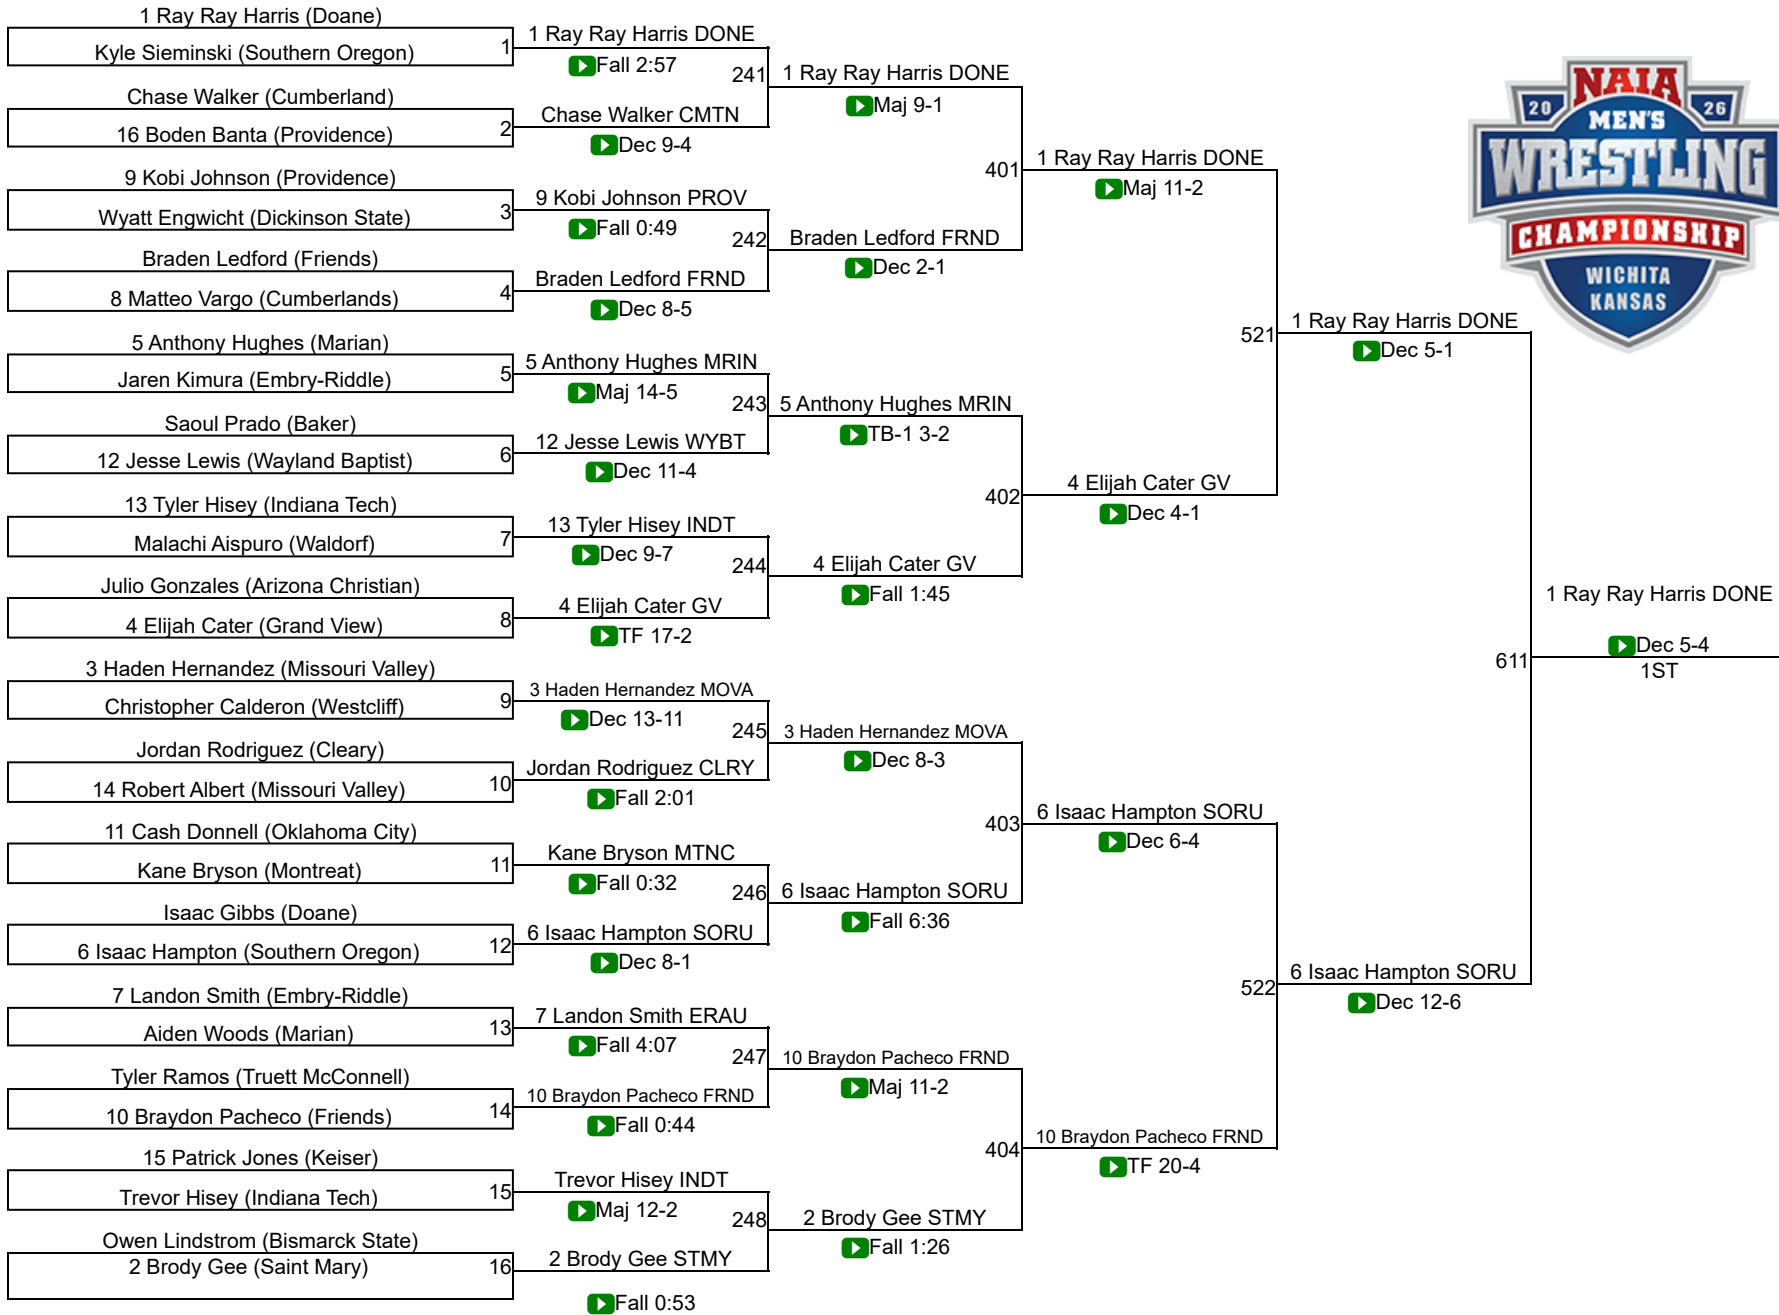 1 Ray Ray Harris (Doane)
Kyle Sieminski (Southern Oregon)
1
Chase Walker (Cumberland)
16 Boden Banta (Providence)
2
9 Kobi Johnson (Providence)
Wyatt Engwicht (Dickinson State)
3
Braden Ledford (Friends)
8 Matteo Vargo (Cumberlands)
4
5 Anthony Hughes (Marian)
Jaren Kimura (Embry-Riddle)
5
Saoul Prado (Baker)
12 Jesse Lewis (Wayland Baptist)
6
13 Tyler Hisey (Indiana Tech)
Malachi Aispuro (Waldorf)
7
Julio Gonzales (Arizona Christian)
4 Elijah Cater (Grand View)
8
3 Haden Hernandez (Missouri Valley)
Christopher Calderon (Westcliff)
9
Jordan Rodriguez (Cleary)
14 Robert Albert (Missouri Valley)
10
11 Cash Donnell (Oklahoma City)
Kane Bryson (Montreat)
11
Isaac Gibbs (Doane)
6 Isaac Hampton (Southern Oregon)
12
7 Landon Smith (Embry-Riddle)
Aiden Woods (Marian)
13
Tyler Ramos (Truett McConnell)
10 Braydon Pacheco (Friends)
14
15 Patrick Jones (Keiser)
Trevor Hisey (Indiana Tech)
15
Owen Lindstrom (Bismarck State)
2 Brody Gee (Saint Mary)
16
1 Ray Ray Harris DONE
Fall 2:57
241
Chase Walker CMTN
Dec 9-4
9 Kobi Johnson PROV
Fall 0:49
242
Braden Ledford FRND
Dec 8-5
5 Anthony Hughes MRIN
Maj 14-5
243
12 Jesse Lewis WYBT
Dec 11-4
13 Tyler Hisey INDT
Dec 9-7
244
4 Elijah Cater GV
TF 17-2
3 Haden Hernandez MOVA
Dec 13-11
245
Jordan Rodriguez CLRY
Fall 2:01
Kane Bryson MTNC
Fall 0:32
246
6 Isaac Hampton SORU
Dec 8-1
7 Landon Smith ERAU
Fall 4:07
247
10 Braydon Pacheco FRND
Fall 0:44
Trevor Hisey INDT
Maj 12-2
248
2 Brody Gee STMY
Fall 0:53
1 Ray Ray Harris DONE
Maj 9-1
401
Braden Ledford FRND
Dec 2-1
5 Anthony Hughes MRIN
TB-1 3-2
402
4 Elijah Cater GV
Fall 1:45
3 Haden Hernandez MOVA
Dec 8-3
403
6 Isaac Hampton SORU
Fall 6:36
10 Braydon Pacheco FRND
Maj 11-2
404
2 Brody Gee STMY
Fall 1:26
1 Ray Ray Harris DONE
Maj 11-2
521
4 Elijah Cater GV
Dec 4-1
6 Isaac Hampton SORU
Dec 6-4
522
10 Braydon Pacheco FRND
TF 20-4
1 Ray Ray Harris DONE
Dec 5-1
611
6 Isaac Hampton SORU
Dec 12-6
1 Ray Ray Harris DONE
Dec 5-4
1ST
NAIA
20 26
MEN'S
WRESTLING
CHAMPIONSHIP
WICHITA
KANSAS